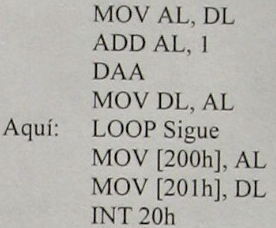 MOV AL, DL
ADD AL, 1
DAA
MOV DL, AL
Aquí: LOOP Sigue
MOV [200h], AL
MOV [201h], DL
INT 20h